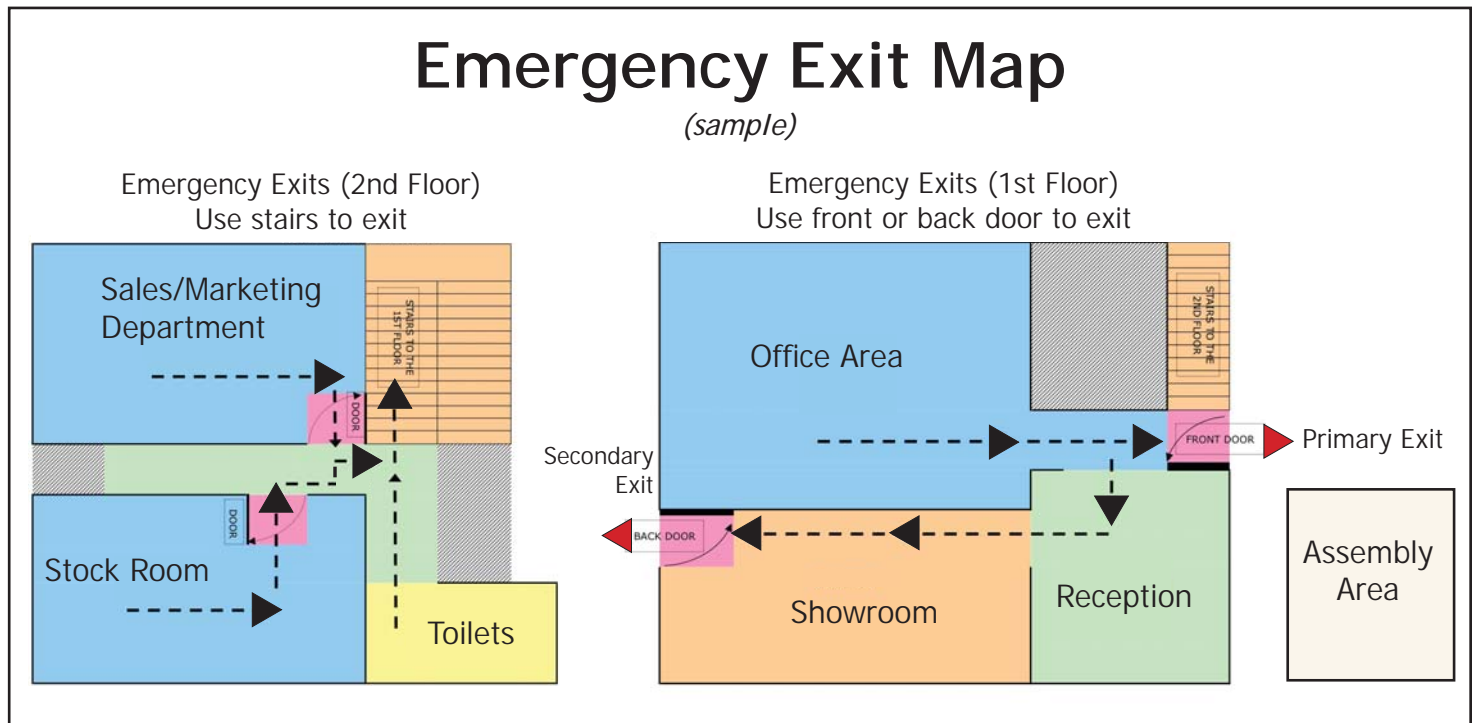 Emergency Exit Map
(sample)
Emergency Exits (2nd Floor)
Use stairs to exit
Sales/Marketing
Department
STAIRS TO THE
1ST FLOOR
DOOR
DOOR
Stock Room
Toilets
Emergency Exits (1st Floor)
Use front or back door to exit
STAIRS TO THE
2ND FLOOR
Office Area
FRONT DOOR
Primary Exit
Secondary
Exit
BACK DOOR
Showroom
Reception
Assembly
Area